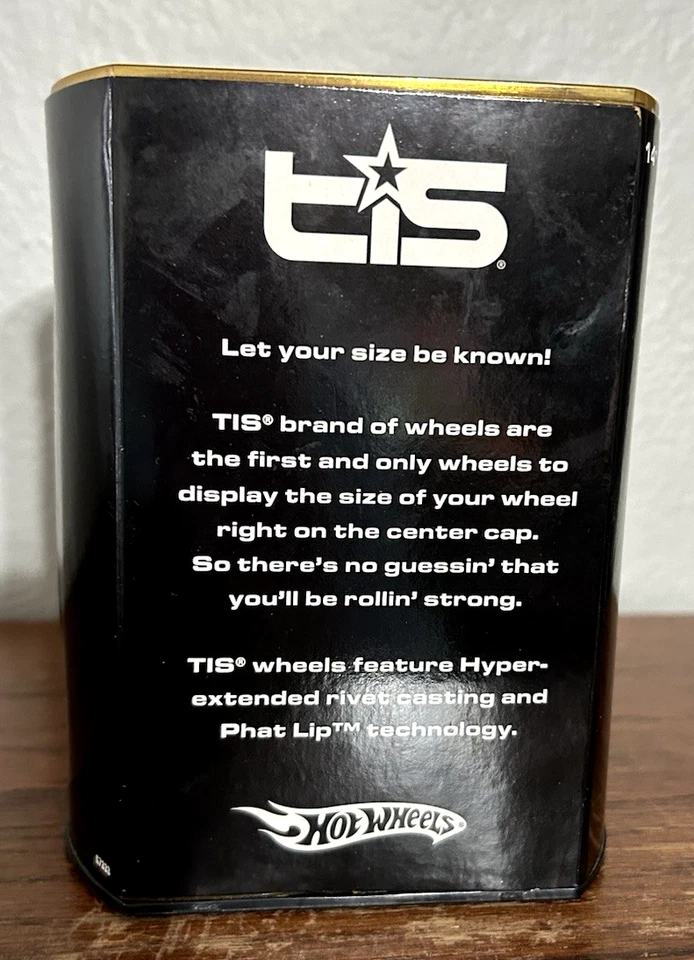 tis®
Let your size be known!
TIS® brand of wheels are
the first and only wheels to
display the size of your wheel
right on the center cap.
So there's no guessin' that
you'll be rollin' strong.
TIS® wheels feature Hyper-
extended rivet casting and
Phat Lip™ technology.
HOT WHEELS